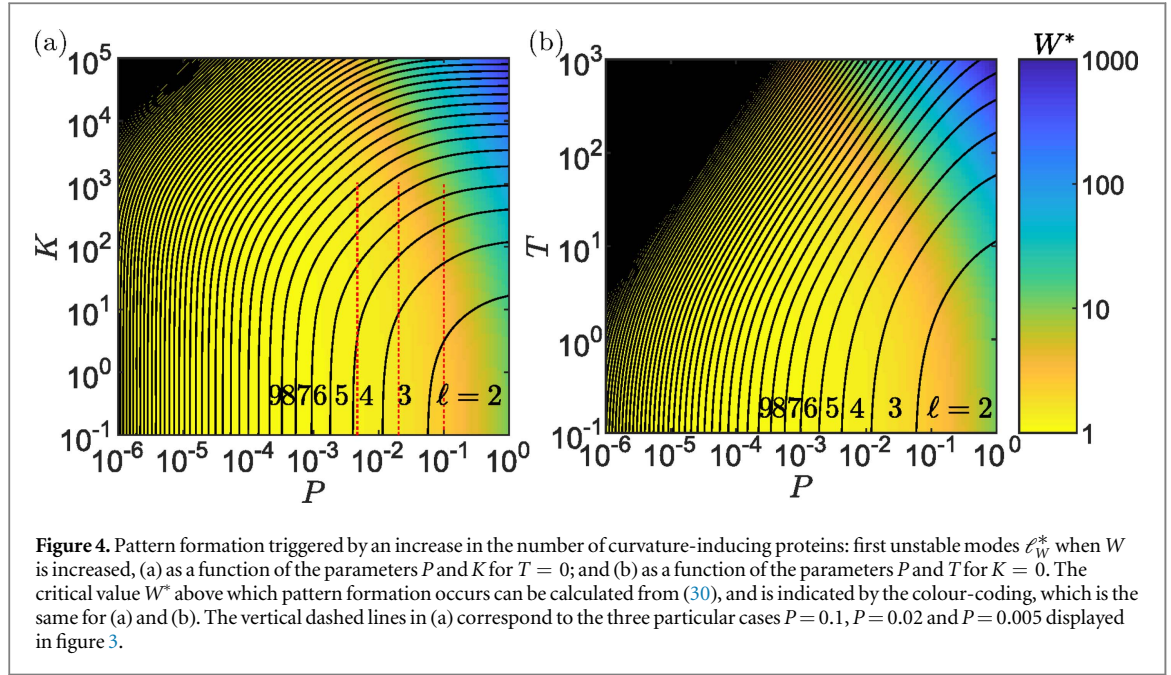 (a)
10^5
10^4
10^3
10^2
10^1
10^0
10^-1
K
10^-6
10^-5
10^-4
10^-3
10^-2
10^-1
10^0
P
9876 5 4 3 ℓ = 2
(b)
10^3
10^2
10^1
10^0
10^-1
T
10^-6
10^-5
10^-4
10^-3
10^-2
10^-1
10^0
P
9876 5 4 3 ℓ = 2
W*
1000
100
10
1
Figure 4. Pattern formation triggered by an increase in the number of curvature-inducing proteins: first unstable modes ℓ*_W when W
is increased, (a) as a function of the parameters P and K for T = 0; and (b) as a function of the parameters P and T for K = 0. The
critical value W* above which pattern formation occurs can be calculated from (30), and is indicated by the colour-coding, which is the
same for (a) and (b). The vertical dashed lines in (a) correspond to the three particular cases P = 0.1, P = 0.02 and P = 0.005 displayed
in figure 3.